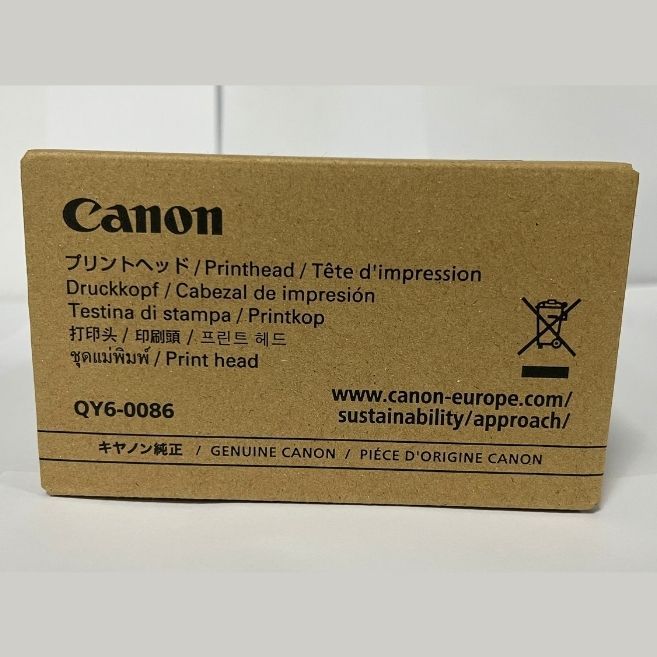 Canon
プリントヘッド / Printhead / Tête d'impression
Druckkopf / Cabezal de impresión
Testina di stampa / Printkop
打印头 / 印刷頭 / 프린트 헤드
ชุดแม่พิมพ์ / Print head
www.canon-europe.com/
QY6-0086
sustainability/approach/
キヤノン純正 / GENUINE CANON / PIÉCE D'ORIGINE CANON